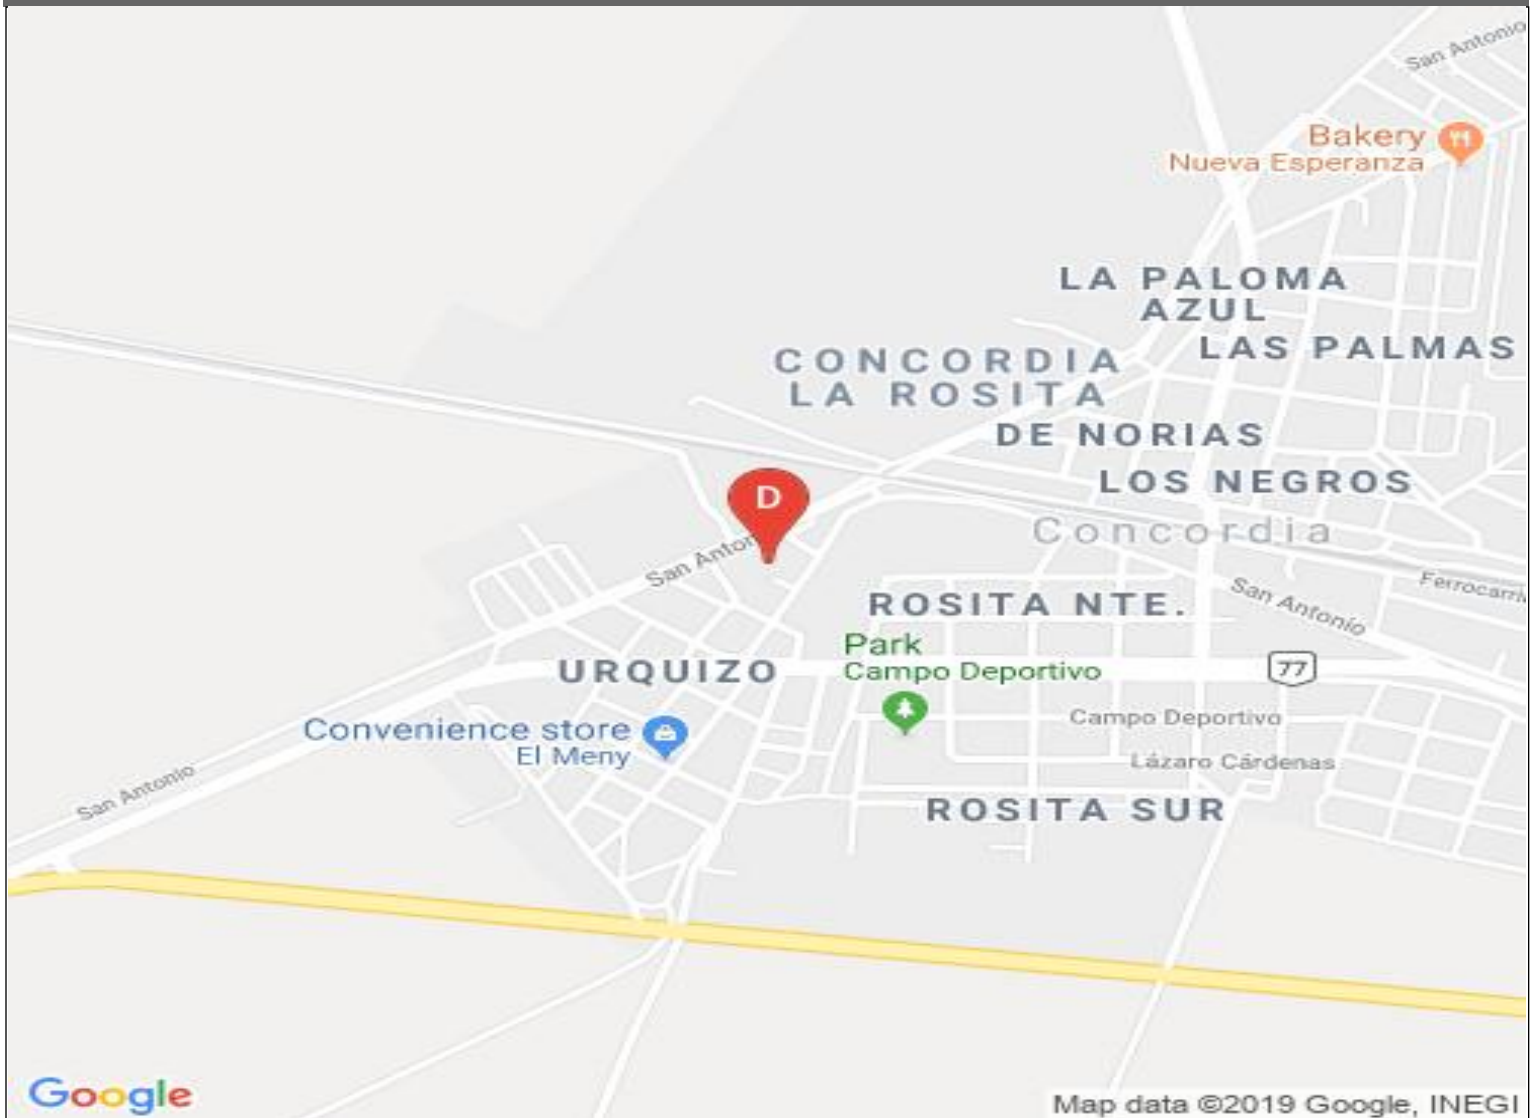 San Antonio
Bakery
Nueva Esperanza
LA PALOMA
AZUL
LAS PALMAS
CONCORDIA
LA ROSITA
DE NORIAS
LOS NEGROS
D
Concordia
San Antonio
Ferrocarri
San Antonio
ROSITA NTE.
Park
Campo Deportivo
URQUIZO
77
Campo Deportivo
Convenience store
El Meny
Lázaro Cárdenas
San Antonio
ROSITA SUR
Google
Map data ©2019 Google, INEGI